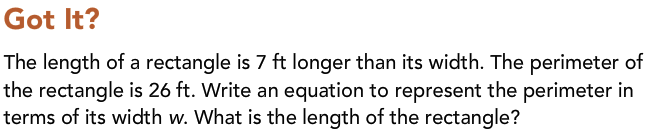 Got It?
The length of a rectangle is 7 ft longer than its width. The perimeter of
the rectangle is 26 ft. Write an equation to represent the perimeter in
terms of its width w. What is the length of the rectangle?